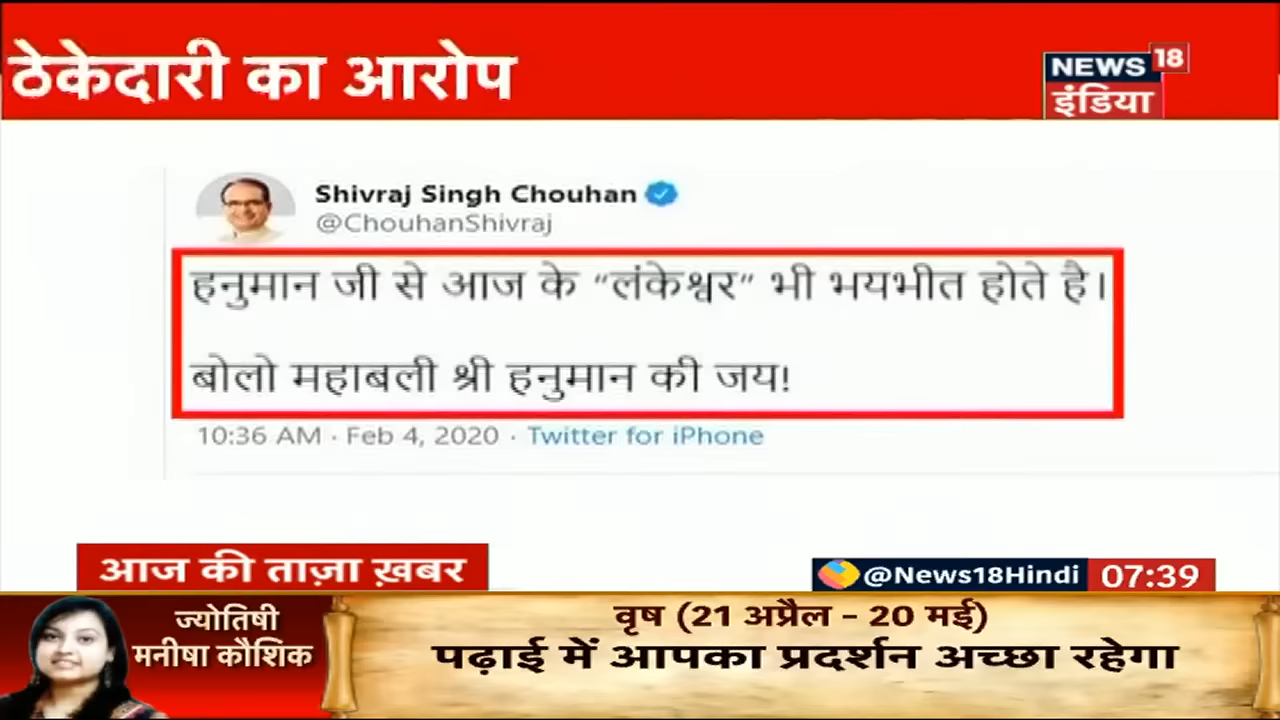 ठेकेदारी का आरोप
NEWS 18
इंडिया
Shivraj Singh Chouhan
@ChouhanShivraj
हनुमान जी से आज के “लंकेश्वर” भी भयभीत होते है।
बोलो महाबली श्री हनुमान की जय!
10:36 AM · Feb 4, 2020 · Twitter for iPhone
आज की ताज़ा ख़बर
@News18Hindi 07:39
ज्योतिषी
मनीषा कौशिक
वृष (21 अप्रैल - 20 मई)
पढ़ाई में आपका प्रदर्शन अच्छा रहेगा